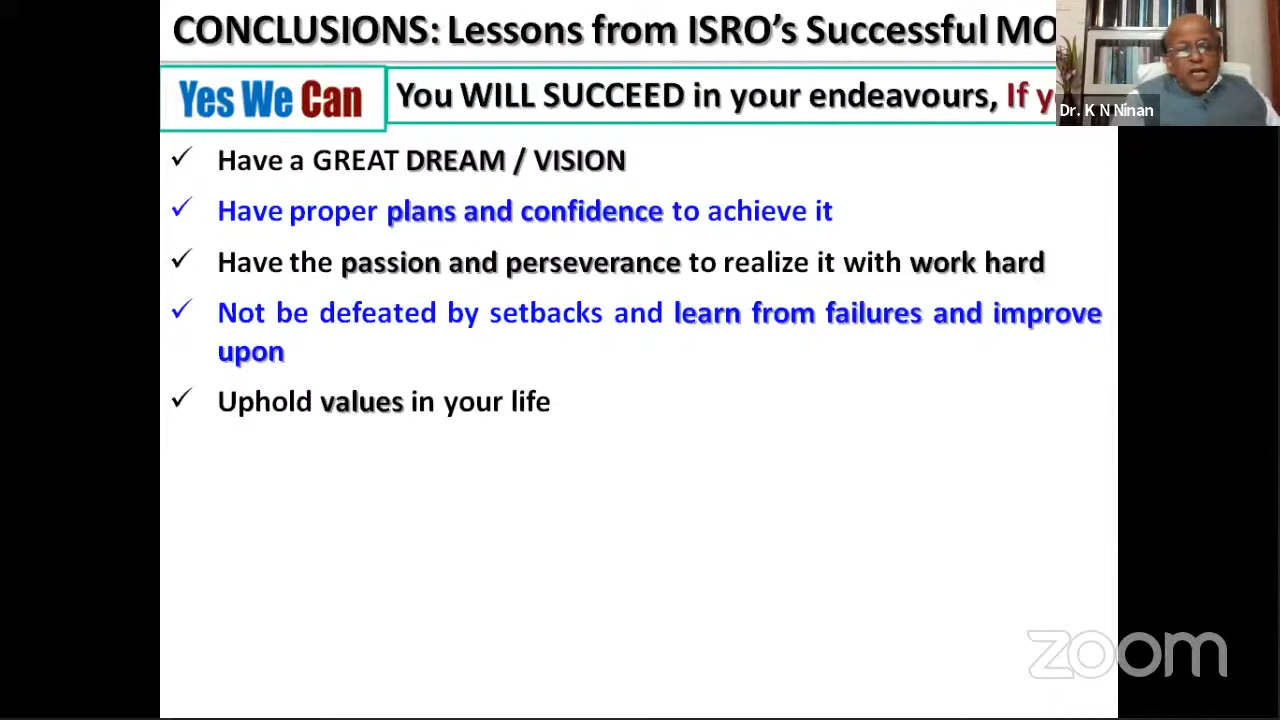 CONCLUSIONS: Lessons from ISRO's Successful MO
Yes We Can
You WILL SUCCEED in your endeavours, If y
Dr. K N Ninan
✓ Have a GREAT DREAM / VISION
✓ Have proper plans and confidence to achieve it
✓ Have the passion and perseverance to realize it with work hard
✓ Not be defeated by setbacks and learn from failures and improve
upon
✓ Uphold values in your life
zoom